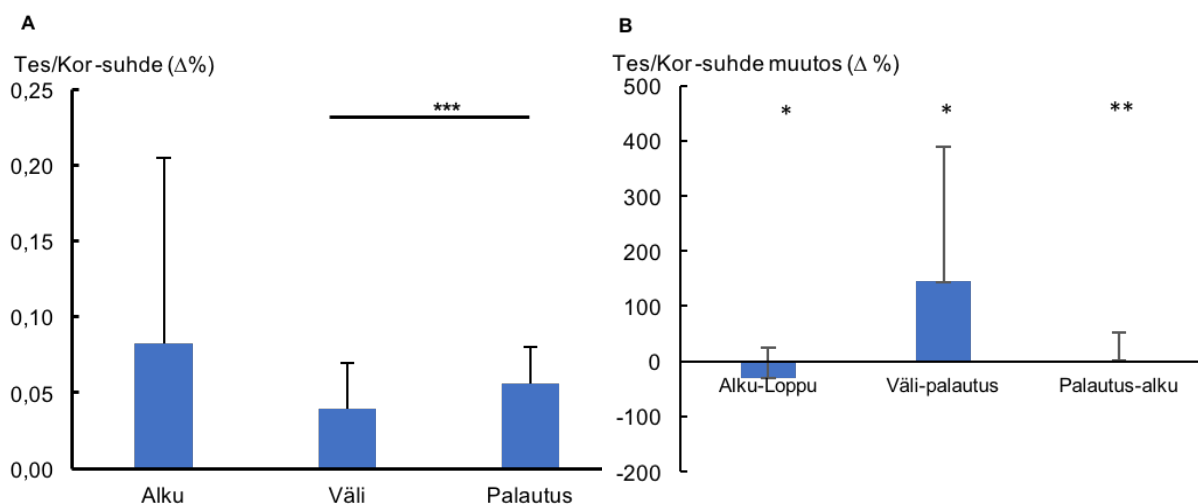 A
Tes/Kor-suhde (Δ%)
0,25
0,20
0,15
0,10
0,05
0,00
***
Alku
Väli
Palautus
B
Tes/Kor-suhde muutos (Δ %)
500
400
300
200
100
0
-100
-200
*
*
**
Alku-Loppu
Väli-palautus
Palautus-alku